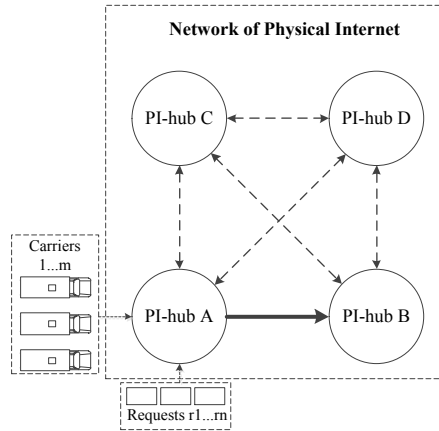 Network of Physical Internet
PI-hub C
PI-hub D
Carriers
1...m
PI-hub A
PI-hub B
Requests r1...rn